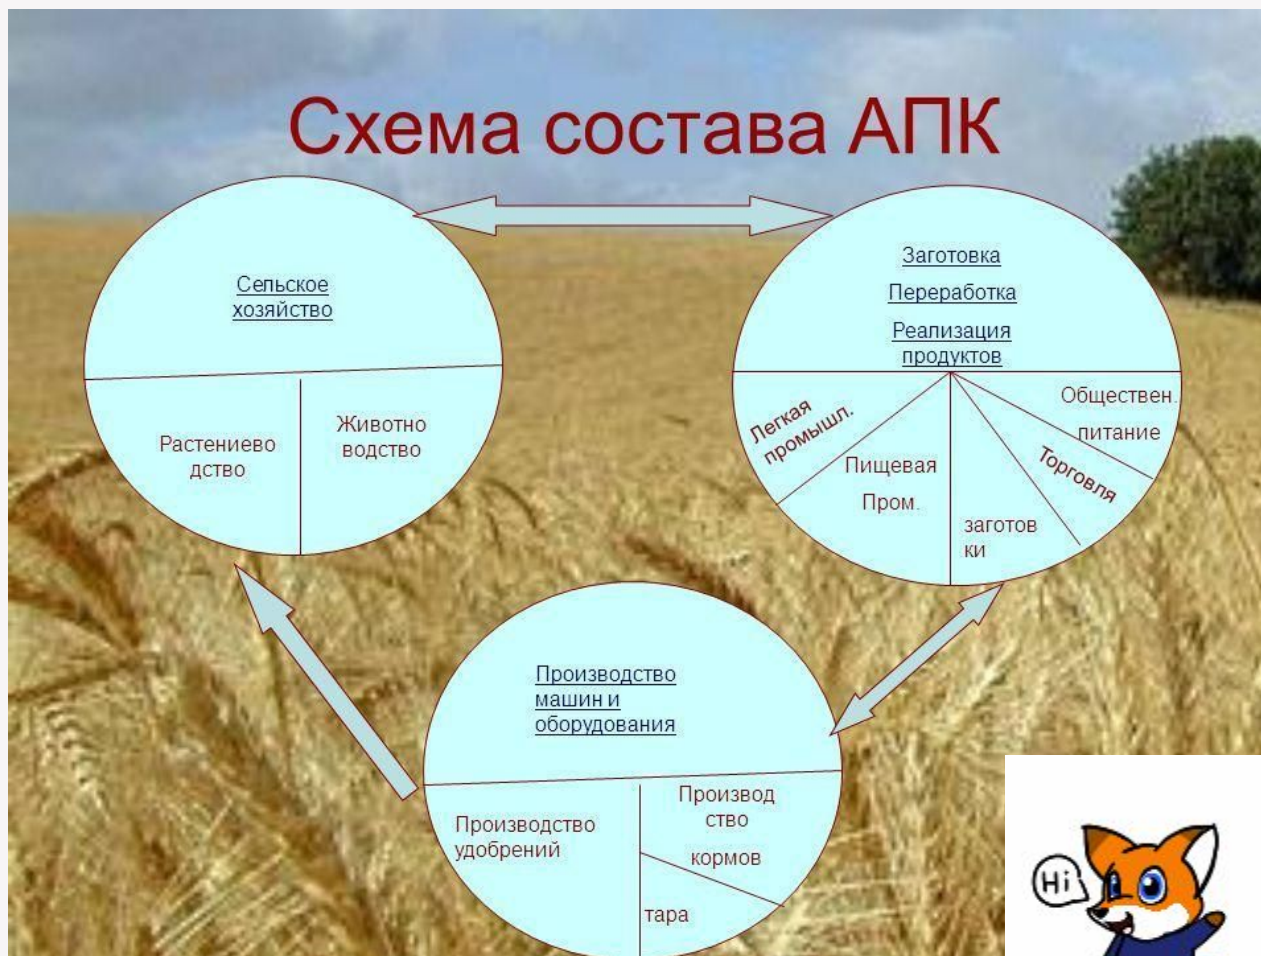 Схема состава АПК
Сельское
хозяйство
Растениево
дство
Животно
водство
Заготовка
Переработка
Реализация
продуктов
Легкая
промышл.
Пищевая
Пром.
заготов
ки
Торговля
Обществен.
питание
Производство
машин и
оборудования
Производство
удобрений
Производ
ство
кормов
тара
Hi